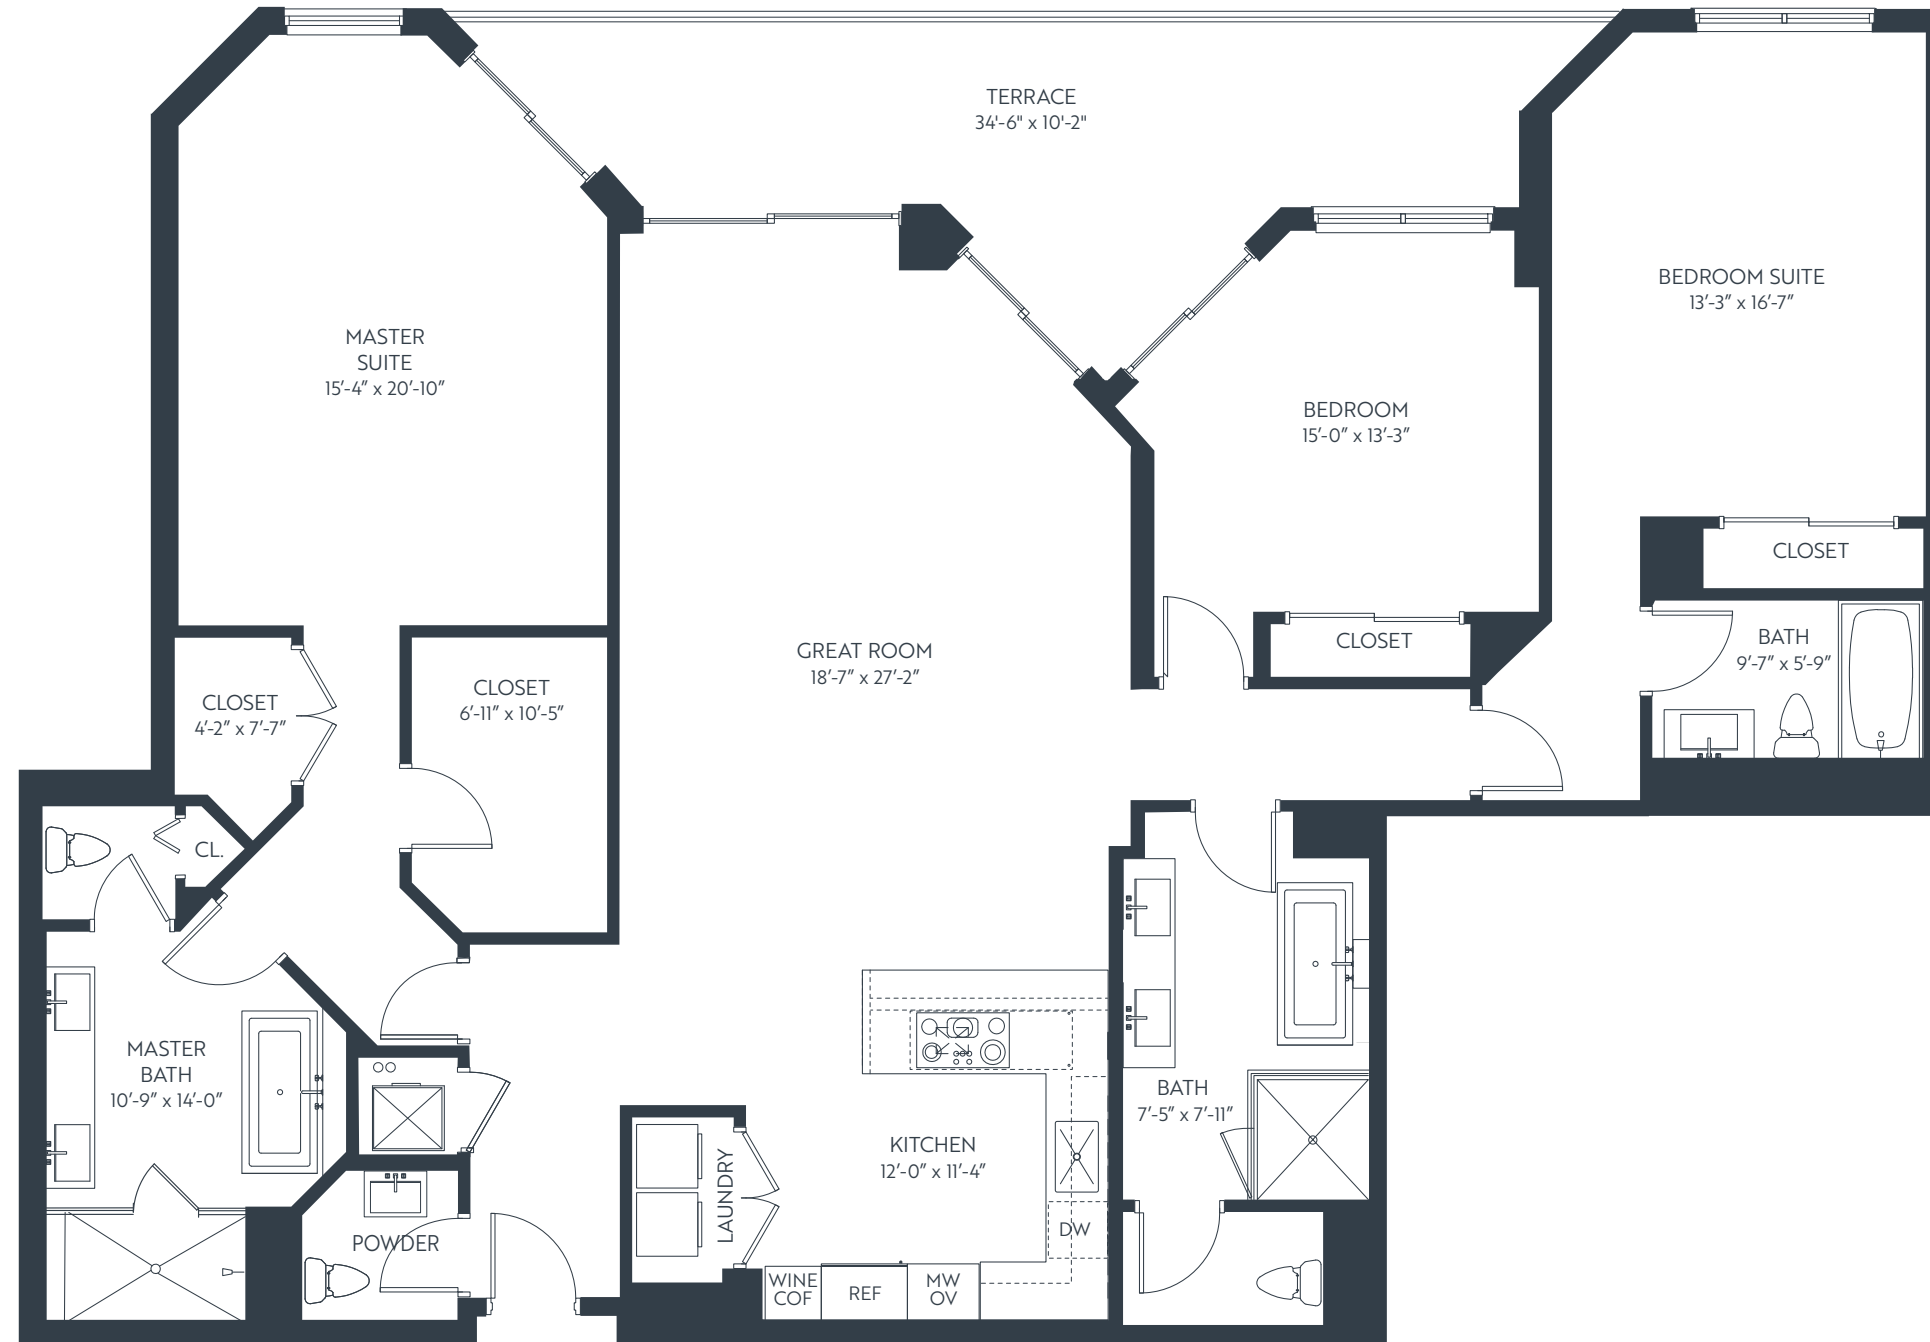 TERRACE
34'-6" x 10'-2"
BEDROOM SUITE
13'-3" x 16'-7"
MASTER
SUITE
15'-4" x 20'-10"
BEDROOM
15'-0" x 13'-3"
CLOSET
CLOSET
BATH
9'-7" x 5'-9"
GREAT ROOM
18'-7" x 27'-2"
CLOSET
6'-11" x 10'-5"
CLOSET
4'-2" x 7'-7"
CL.
MASTER
BATH
10'-9" x 14'-0"
BATH
7'-5" x 7'-11"
KITCHEN
12'-0" x 11'-4"
LAUNDRY
DW
POWDER
WINE
COF
REF
MW
OV